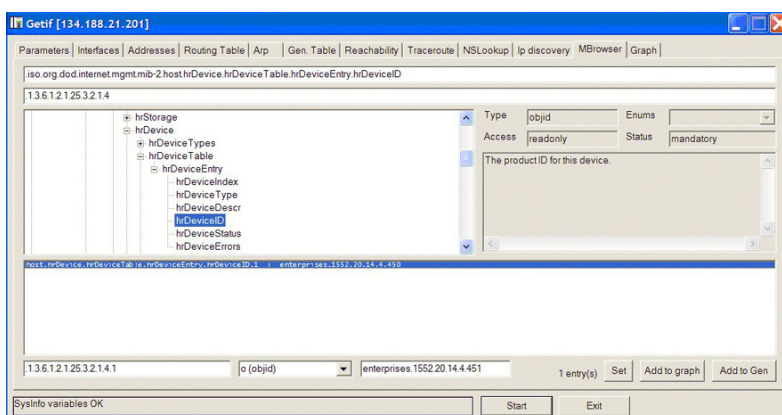 Getif [134.188.21.201]
Parameters Interfaces Addresses Routing Table Arp Gen. Table Reachability Traceroute NSLookup Ip discovery MBrowser Graph
.iso.org.dod.internet.mgmt.mib-2.host.hrDevice.hrDeviceTable.hrDeviceEntry.hrDeviceID
.1.3.6.1.2.1.25.3.2.1.4
hrStorage
hrDevice
hrDeviceTypes
hrDeviceTable
hrDeviceEntry
hrDeviceIndex
hrDeviceType
hrDeviceDescr
hrDeviceID
hrDeviceStatus
hrDeviceErrors
Type objid Enums
Access readonly Status mandatory
The product ID for this device.
host.hrDevice.hrDeviceTable.hrDeviceEntry.hrDeviceID.1 : enterprises.1552.20.14.4.450
.1.3.6.1.2.1.25.3.2.1.4.1 o (objid) enterprises.1552.20.14.4.451 1 entry(s) Set Add to graph Add to Gen
SysInfo variables OK Start Exit